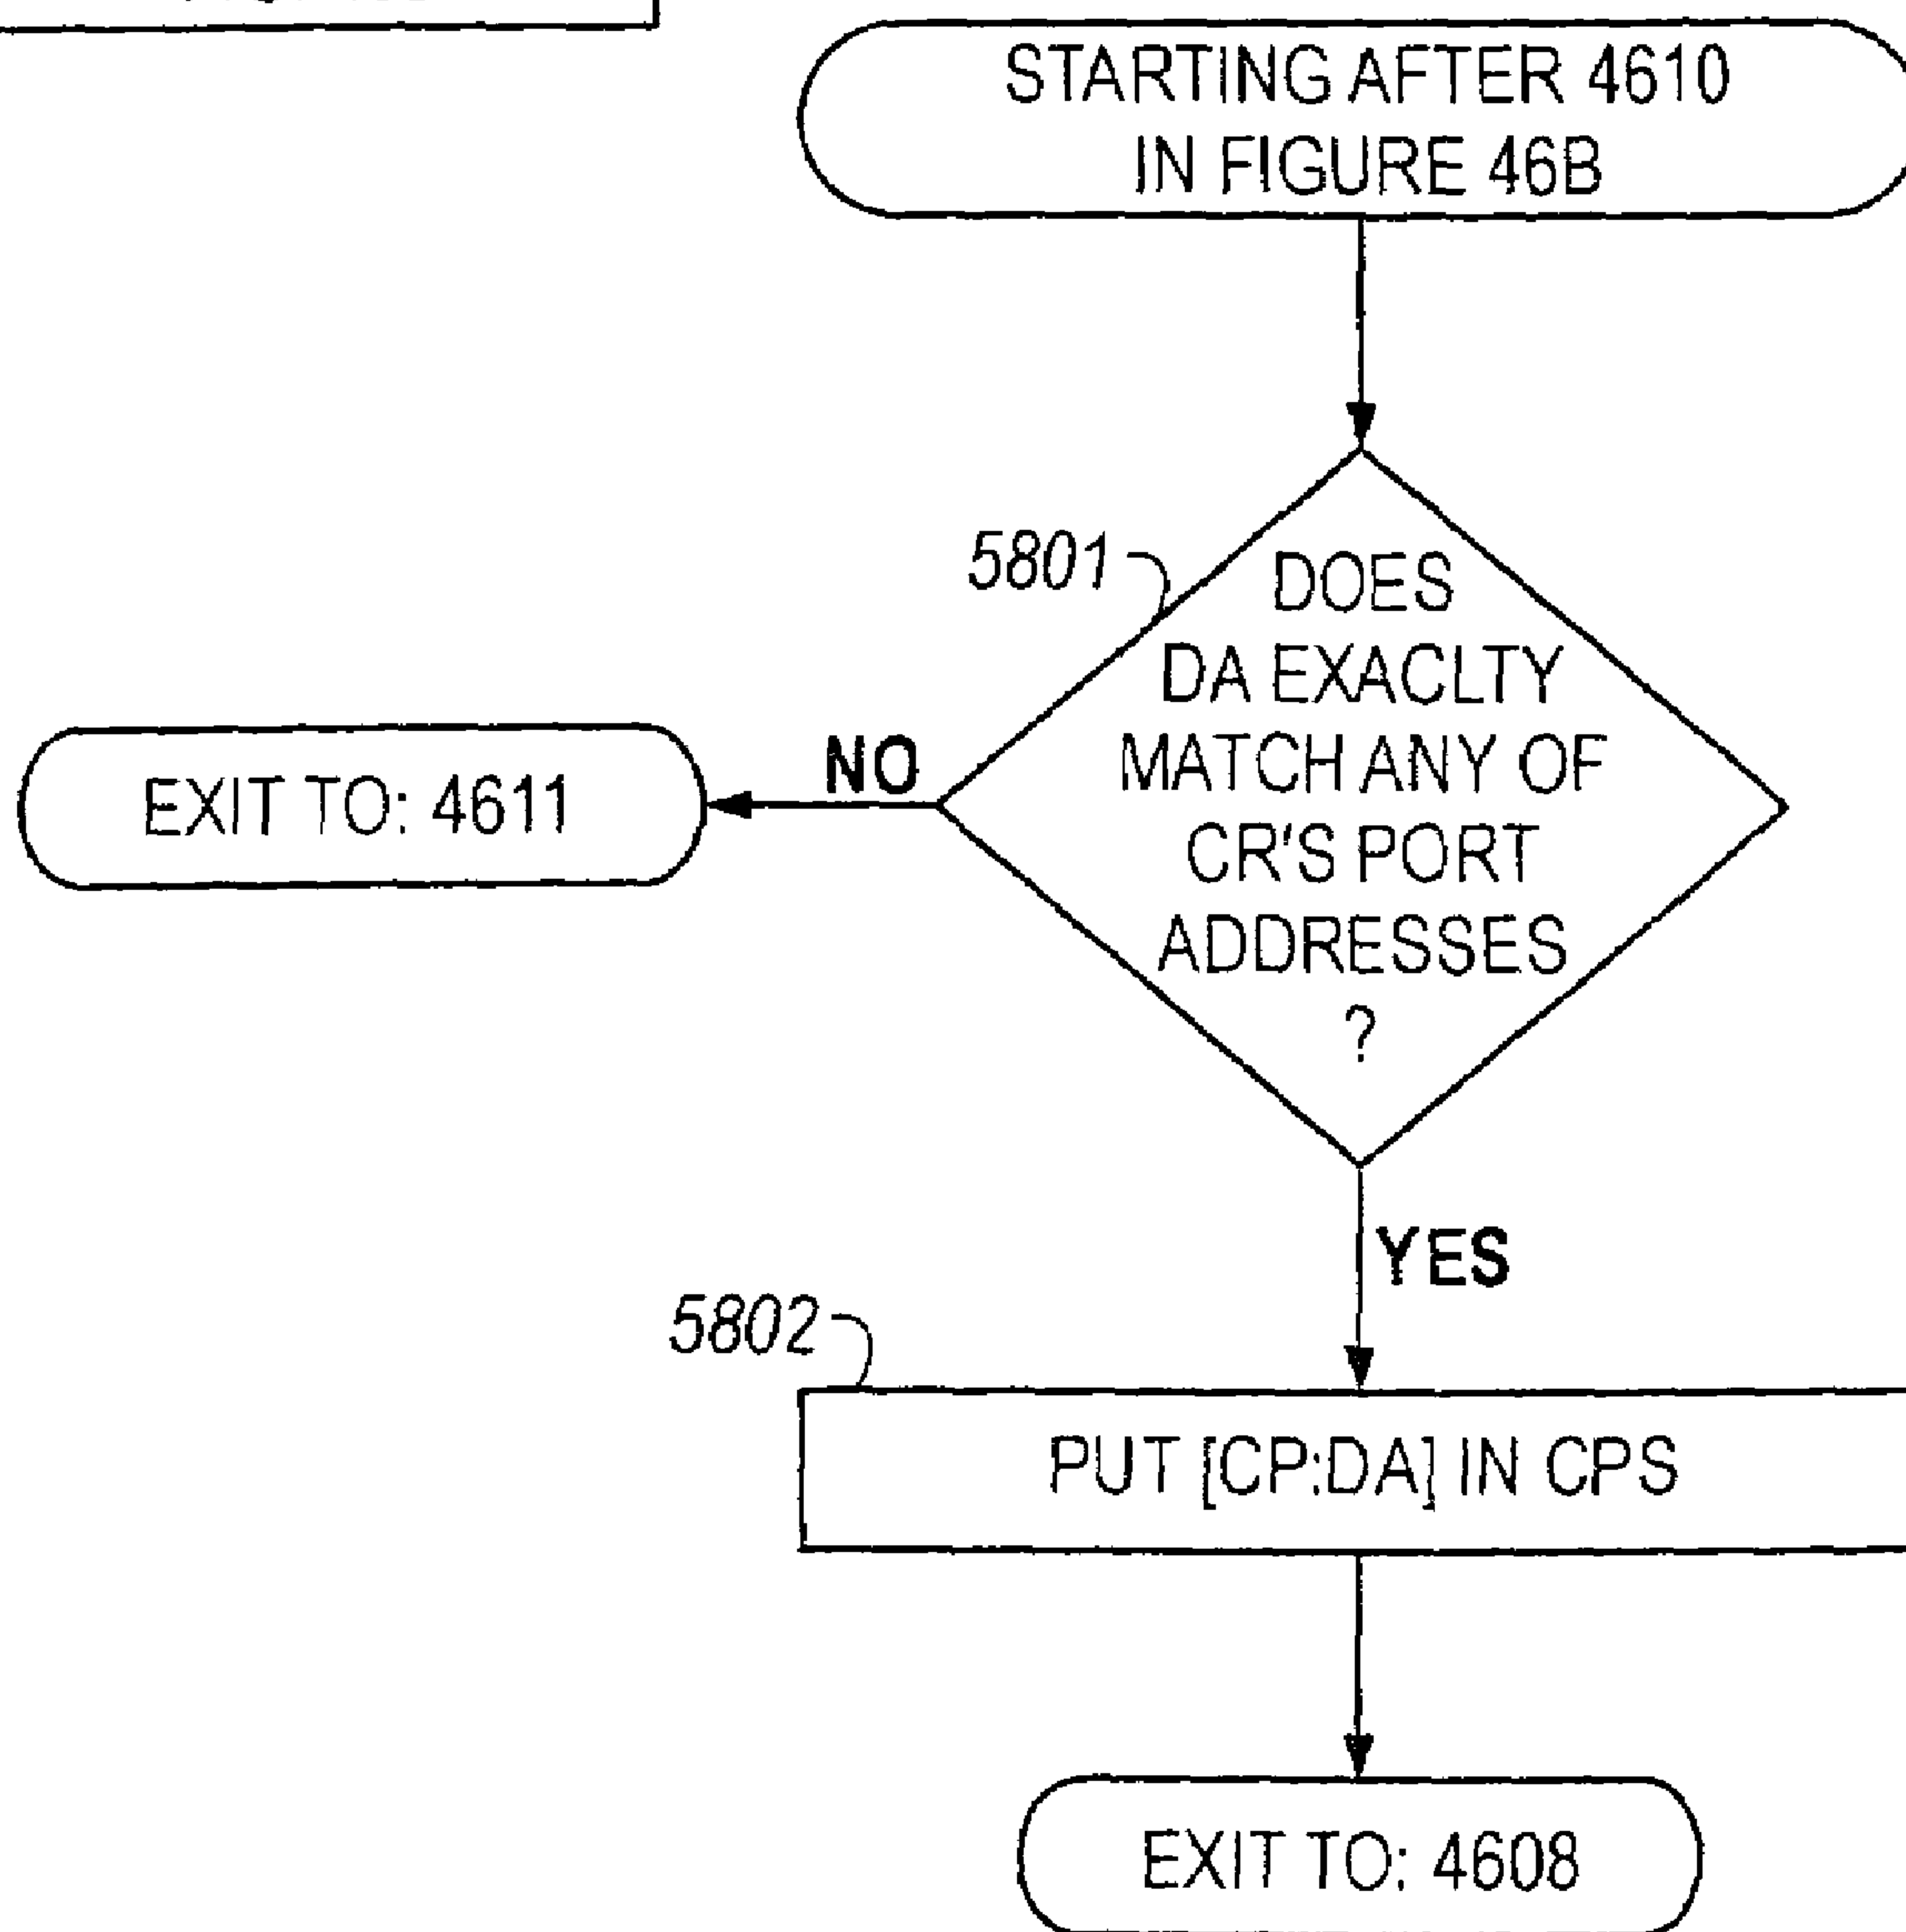 STARTING AFTER 4610
IN FIGURE 46B
5801
DOES
DA EXACLTY
MATCH ANY OF
CR'S PORT
ADDRESSES
?
NO
EXIT TO: 4611
YES
5802
PUT [CP:DA] IN CPS
EXIT TO: 4608